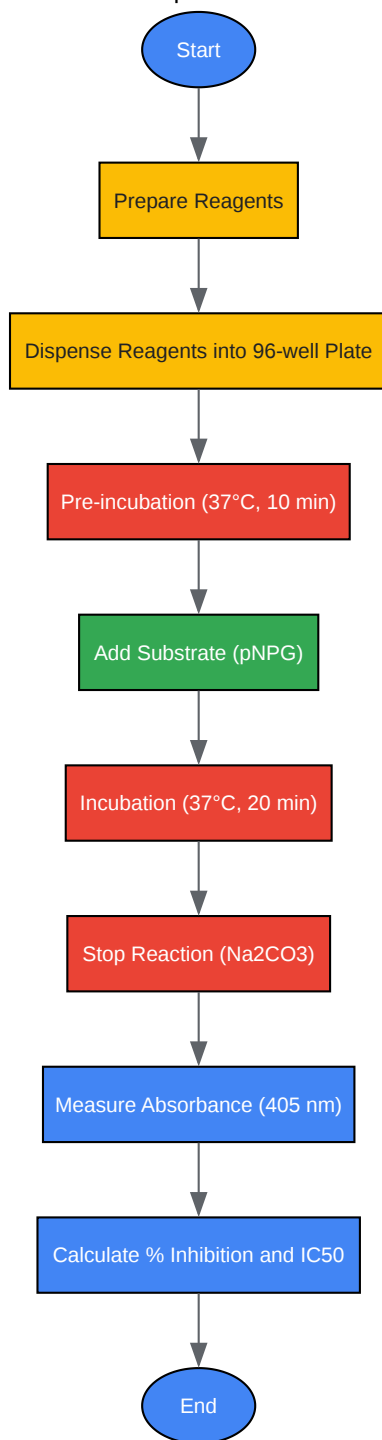 Start
Prepare Reagents
Dispense Reagents into 96-well Plate
Pre-incubation (37°C, 10 min)
Add Substrate (pNPG)
Incubation (37°C, 20 min)
Stop Reaction (Na2CO3)
Measure Absorbance (405 nm)
Calculate % Inhibition and IC50
End